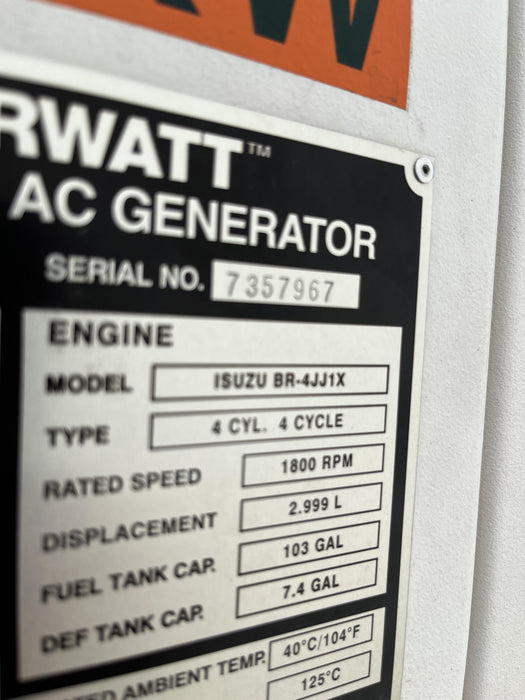 W
RWATT™
AC GENERATOR
SERIAL NO. 7357967
ENGINE
MODEL ISUZU BR-4JJ1X
TYPE 4 CYL. 4 CYCLE
RATED SPEED 1800 RPM
DISPLACEMENT 2.999 L
FUEL TANK CAP. 103 GAL
DEF TANK CAP. 7.4 GAL
TED AMBIENT TEMP. 40°C/104°F
125°C